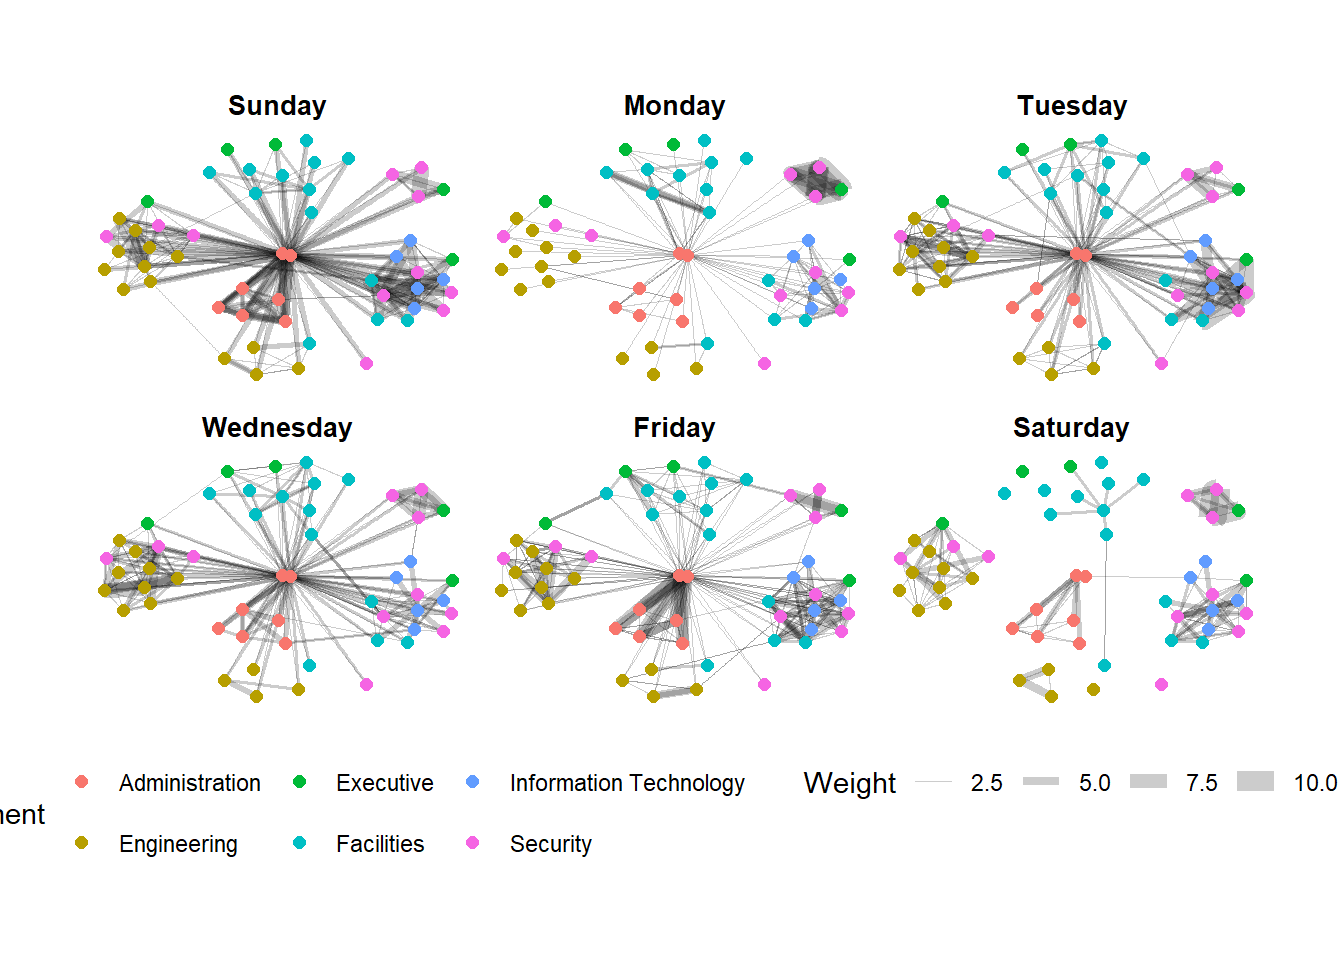 Sunday Monday Tuesday
Wednesday Friday Saturday
Administration Executive Information Technology Weight 2.5 5.0 7.5 10.0
Engineering Facilities Security